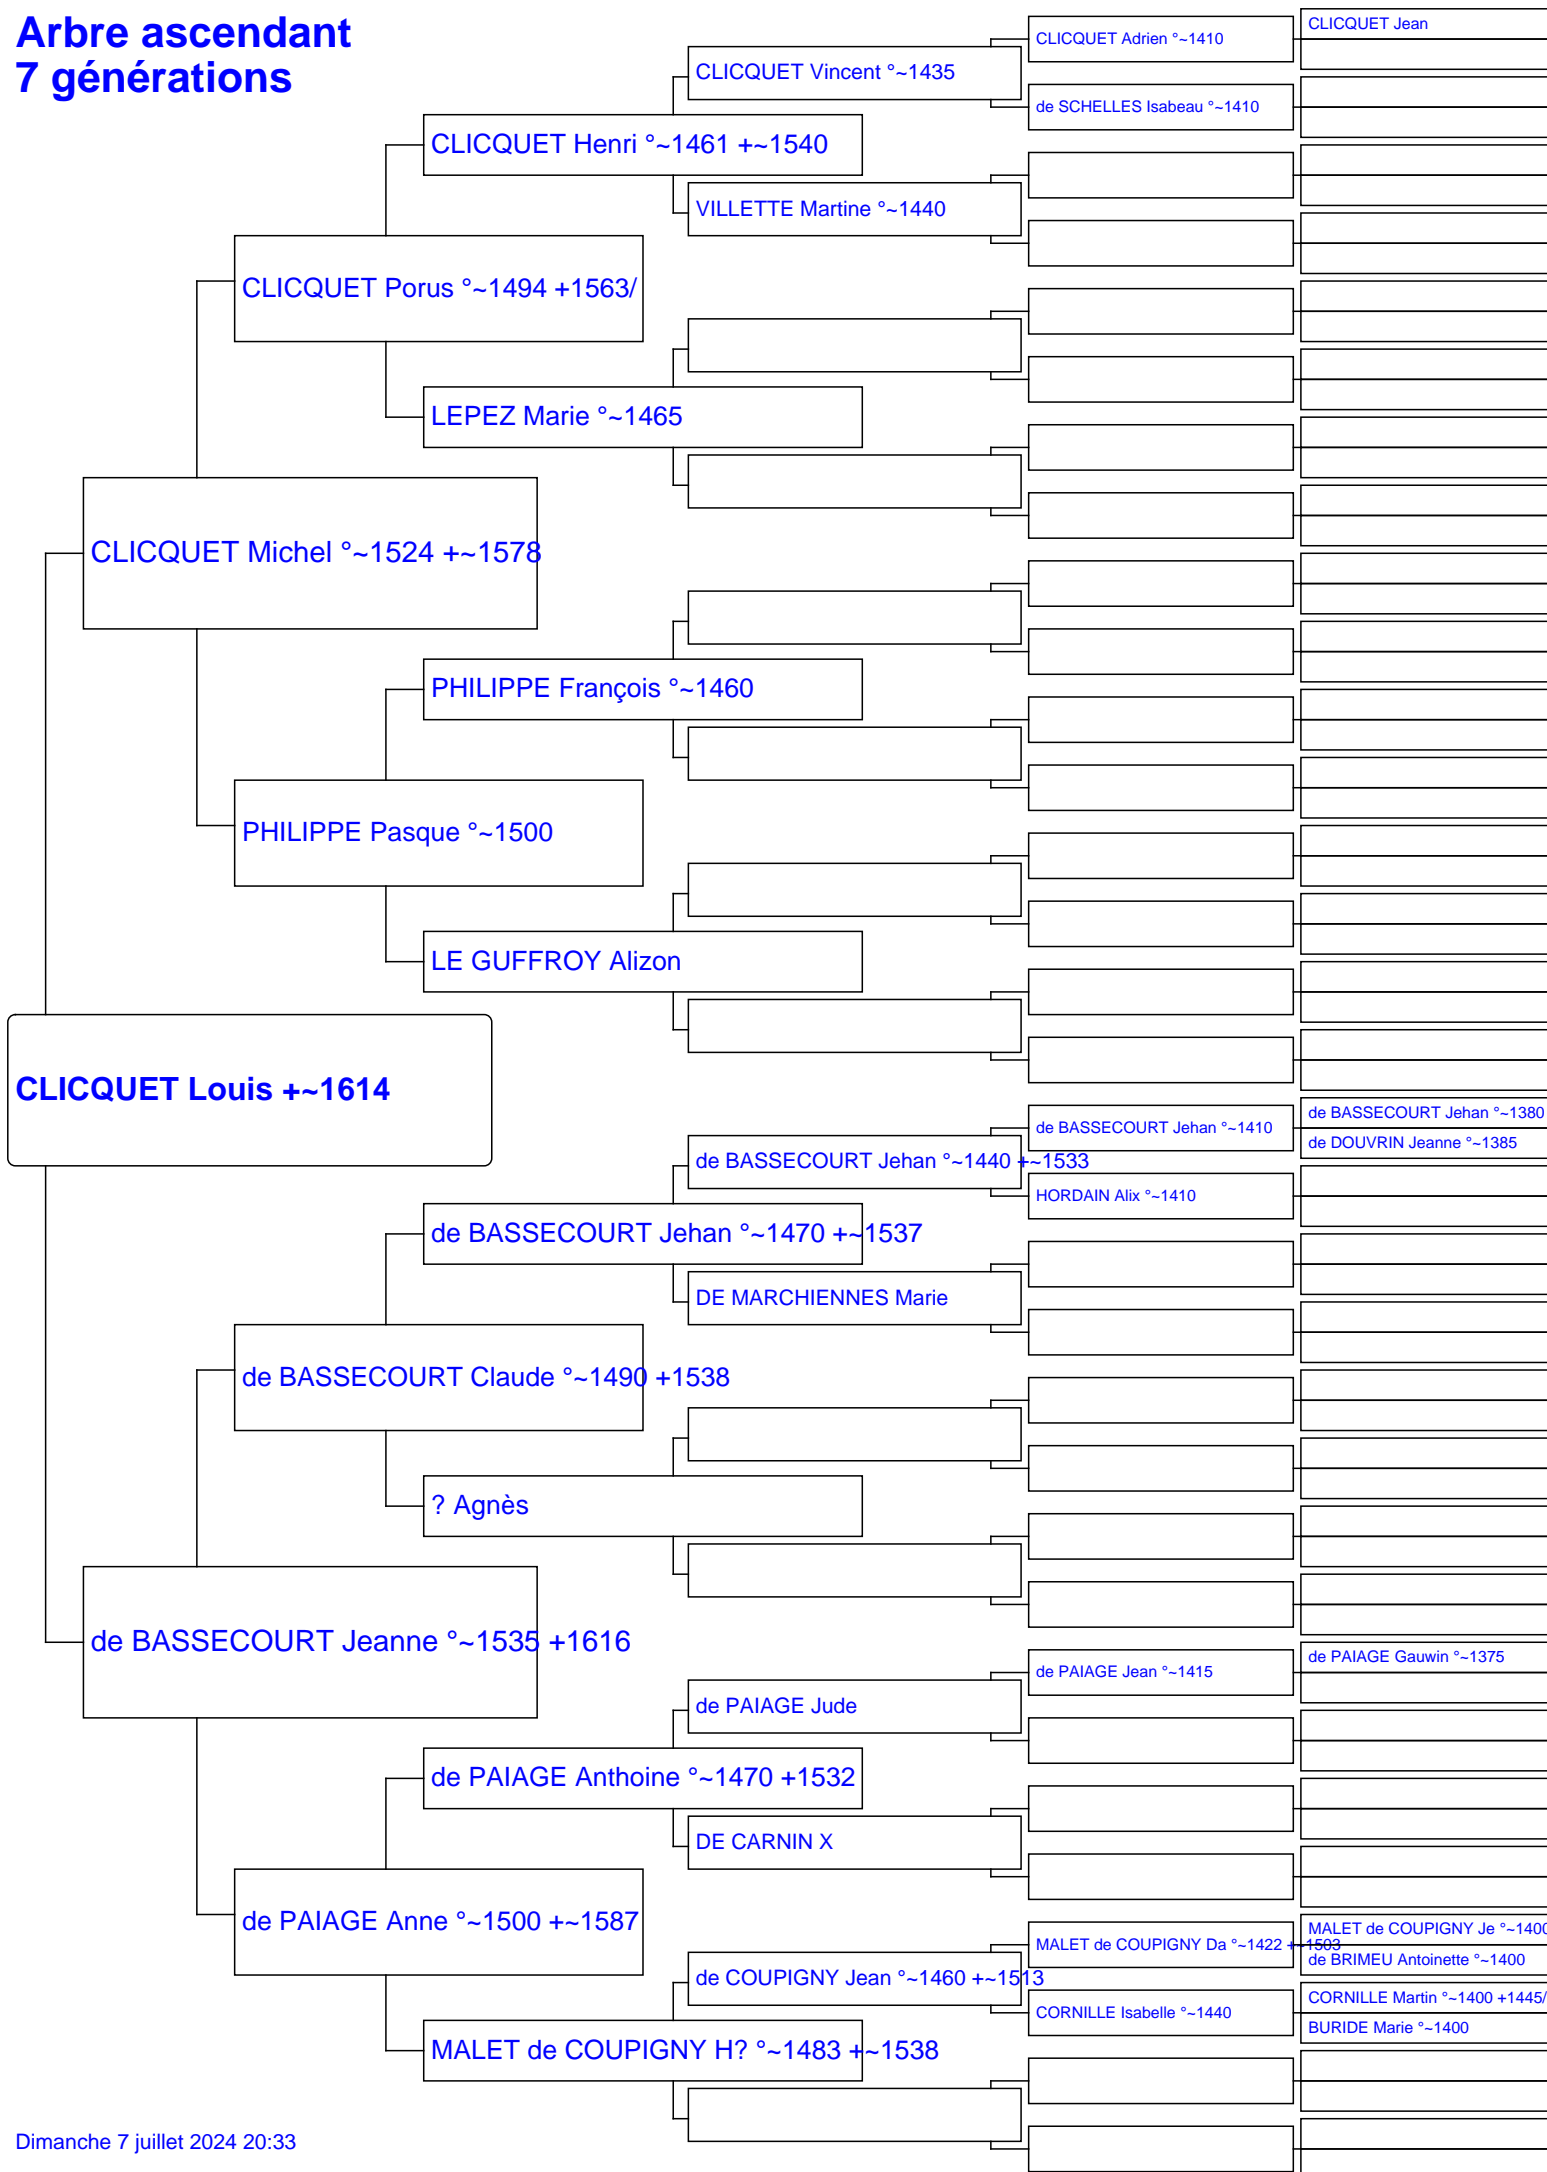 Arbre ascendant
7 générations
CLICQUET Jean
CLICQUET Adrien °~1410
CLICQUET Vincent °~1435
de SCHELLES Isabeau °~1410
CLICQUET Henri °~1461 +~1540
VILLETTE Martine °~1440
CLICQUET Porus °~1494 +1563/
LEPEZ Marie °~1465
CLICQUET Michel °~1524 +~1578
PHILIPPE François °~1460
PHILIPPE Pasque °~1500
LE GUFFROY Alizon
CLICQUET Louis +~1614
de BASSECOURT Jehan °~1380
de BASSECOURT Jehan °~1410
de DOUVRIN Jeanne °~1385
de BASSECOURT Jehan °~1440 +~1533
HORDAIN Alix °~1410
de BASSECOURT Jehan °~1470 +~1537
DE MARCHIENNES Marie
de BASSECOURT Claude °~1490 +1538
? Agnès
de BASSECOURT Jeanne °~1535 +1616
de PAIAGE Gauwin °~1375
de PAIAGE Jean °~1415
de PAIAGE Jude
de PAIAGE Anthoine °~1470 +1532
DE CARNIN X
de PAIAGE Anne °~1500 +~1587
MALET de COUPIGNY Je °~1400
MALET de COUPIGNY Da °~1422 +~1503
de BRIMEU Antoinette °~1400
de COUPIGNY Jean °~1460 +~1513
CORNILLE Martin °~1400 +1445/
CORNILLE Isabelle °~1440
BURIDE Marie °~1400
MALET de COUPIGNY H? °~1483 +~1538
Dimanche 7 juillet 2024 20:33